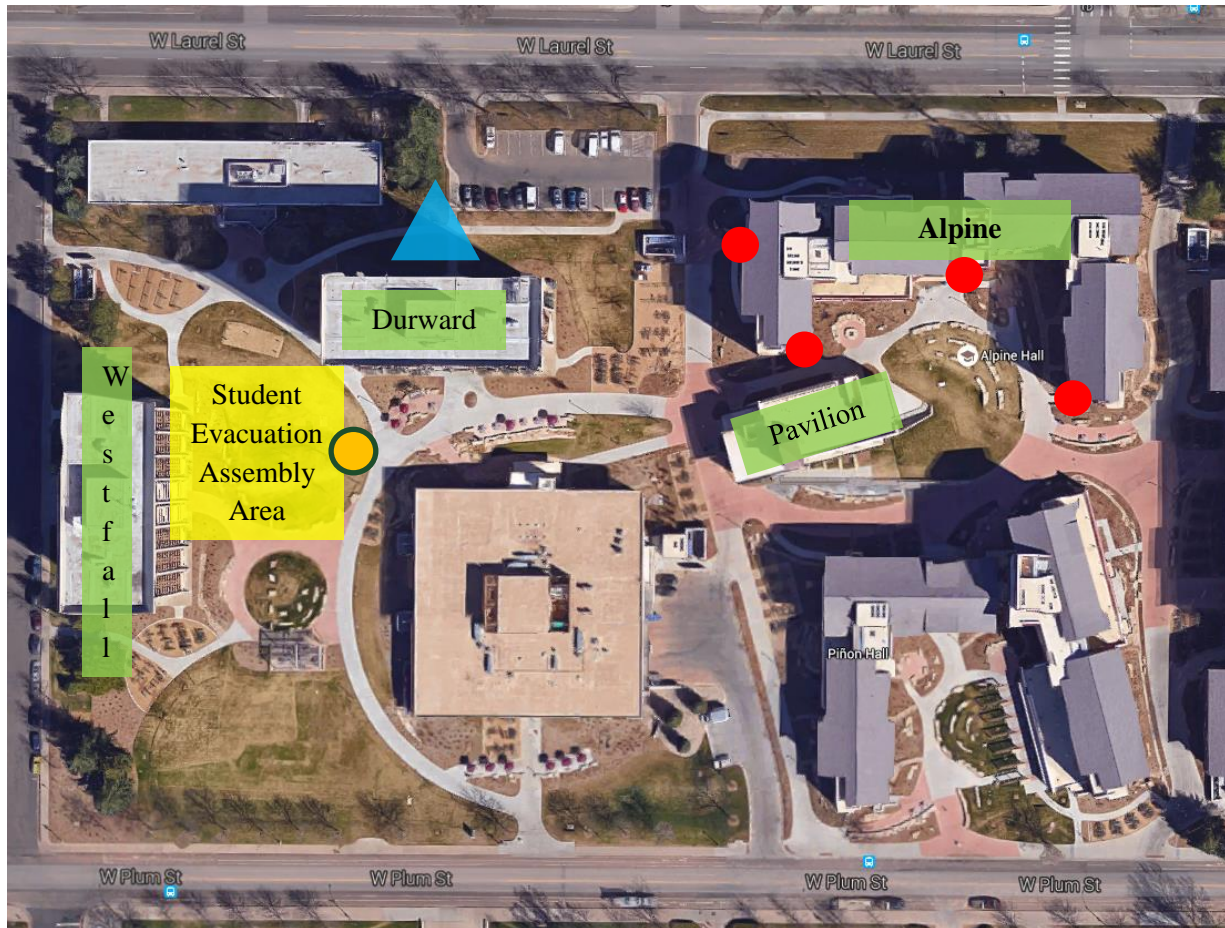 W Laurel St
W Laurel St
W Laurel St
Alpine
Durward
Alpine Hall
Westfall
Student
Evacuation
Assembly
Area
Pavilion
Piñon Hall
W Plum St
W Plum St
W Plum St
W Plum St